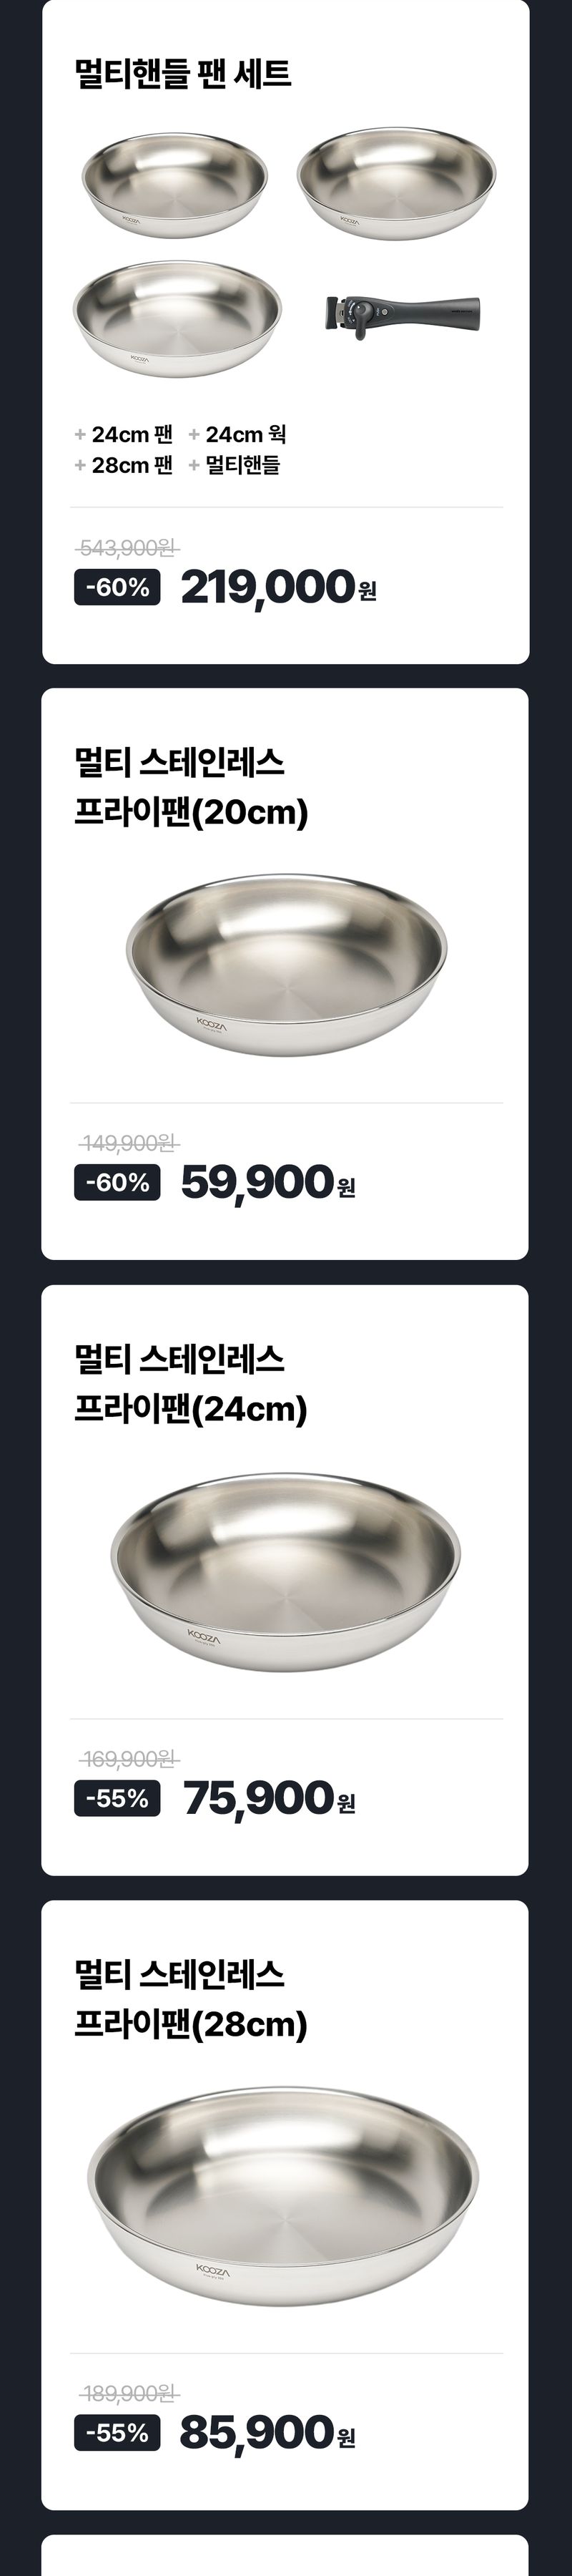 멀티핸들 팬 세트
KOOZA
KOOZA
KOOZA
+ 24cm 팬 + 24cm 웍
+ 28cm 팬 + 멀티핸들
543,900원
-60% 219,000원
멀티 스테인레스
프라이팬(20cm)
KOOZA
149,900원
-60% 59,900원
멀티 스테인레스
프라이팬(24cm)
KOOZA
169,900원
-55% 75,900원
멀티 스테인레스
프라이팬(28cm)
KOOZA
189,900원
-55% 85,900원